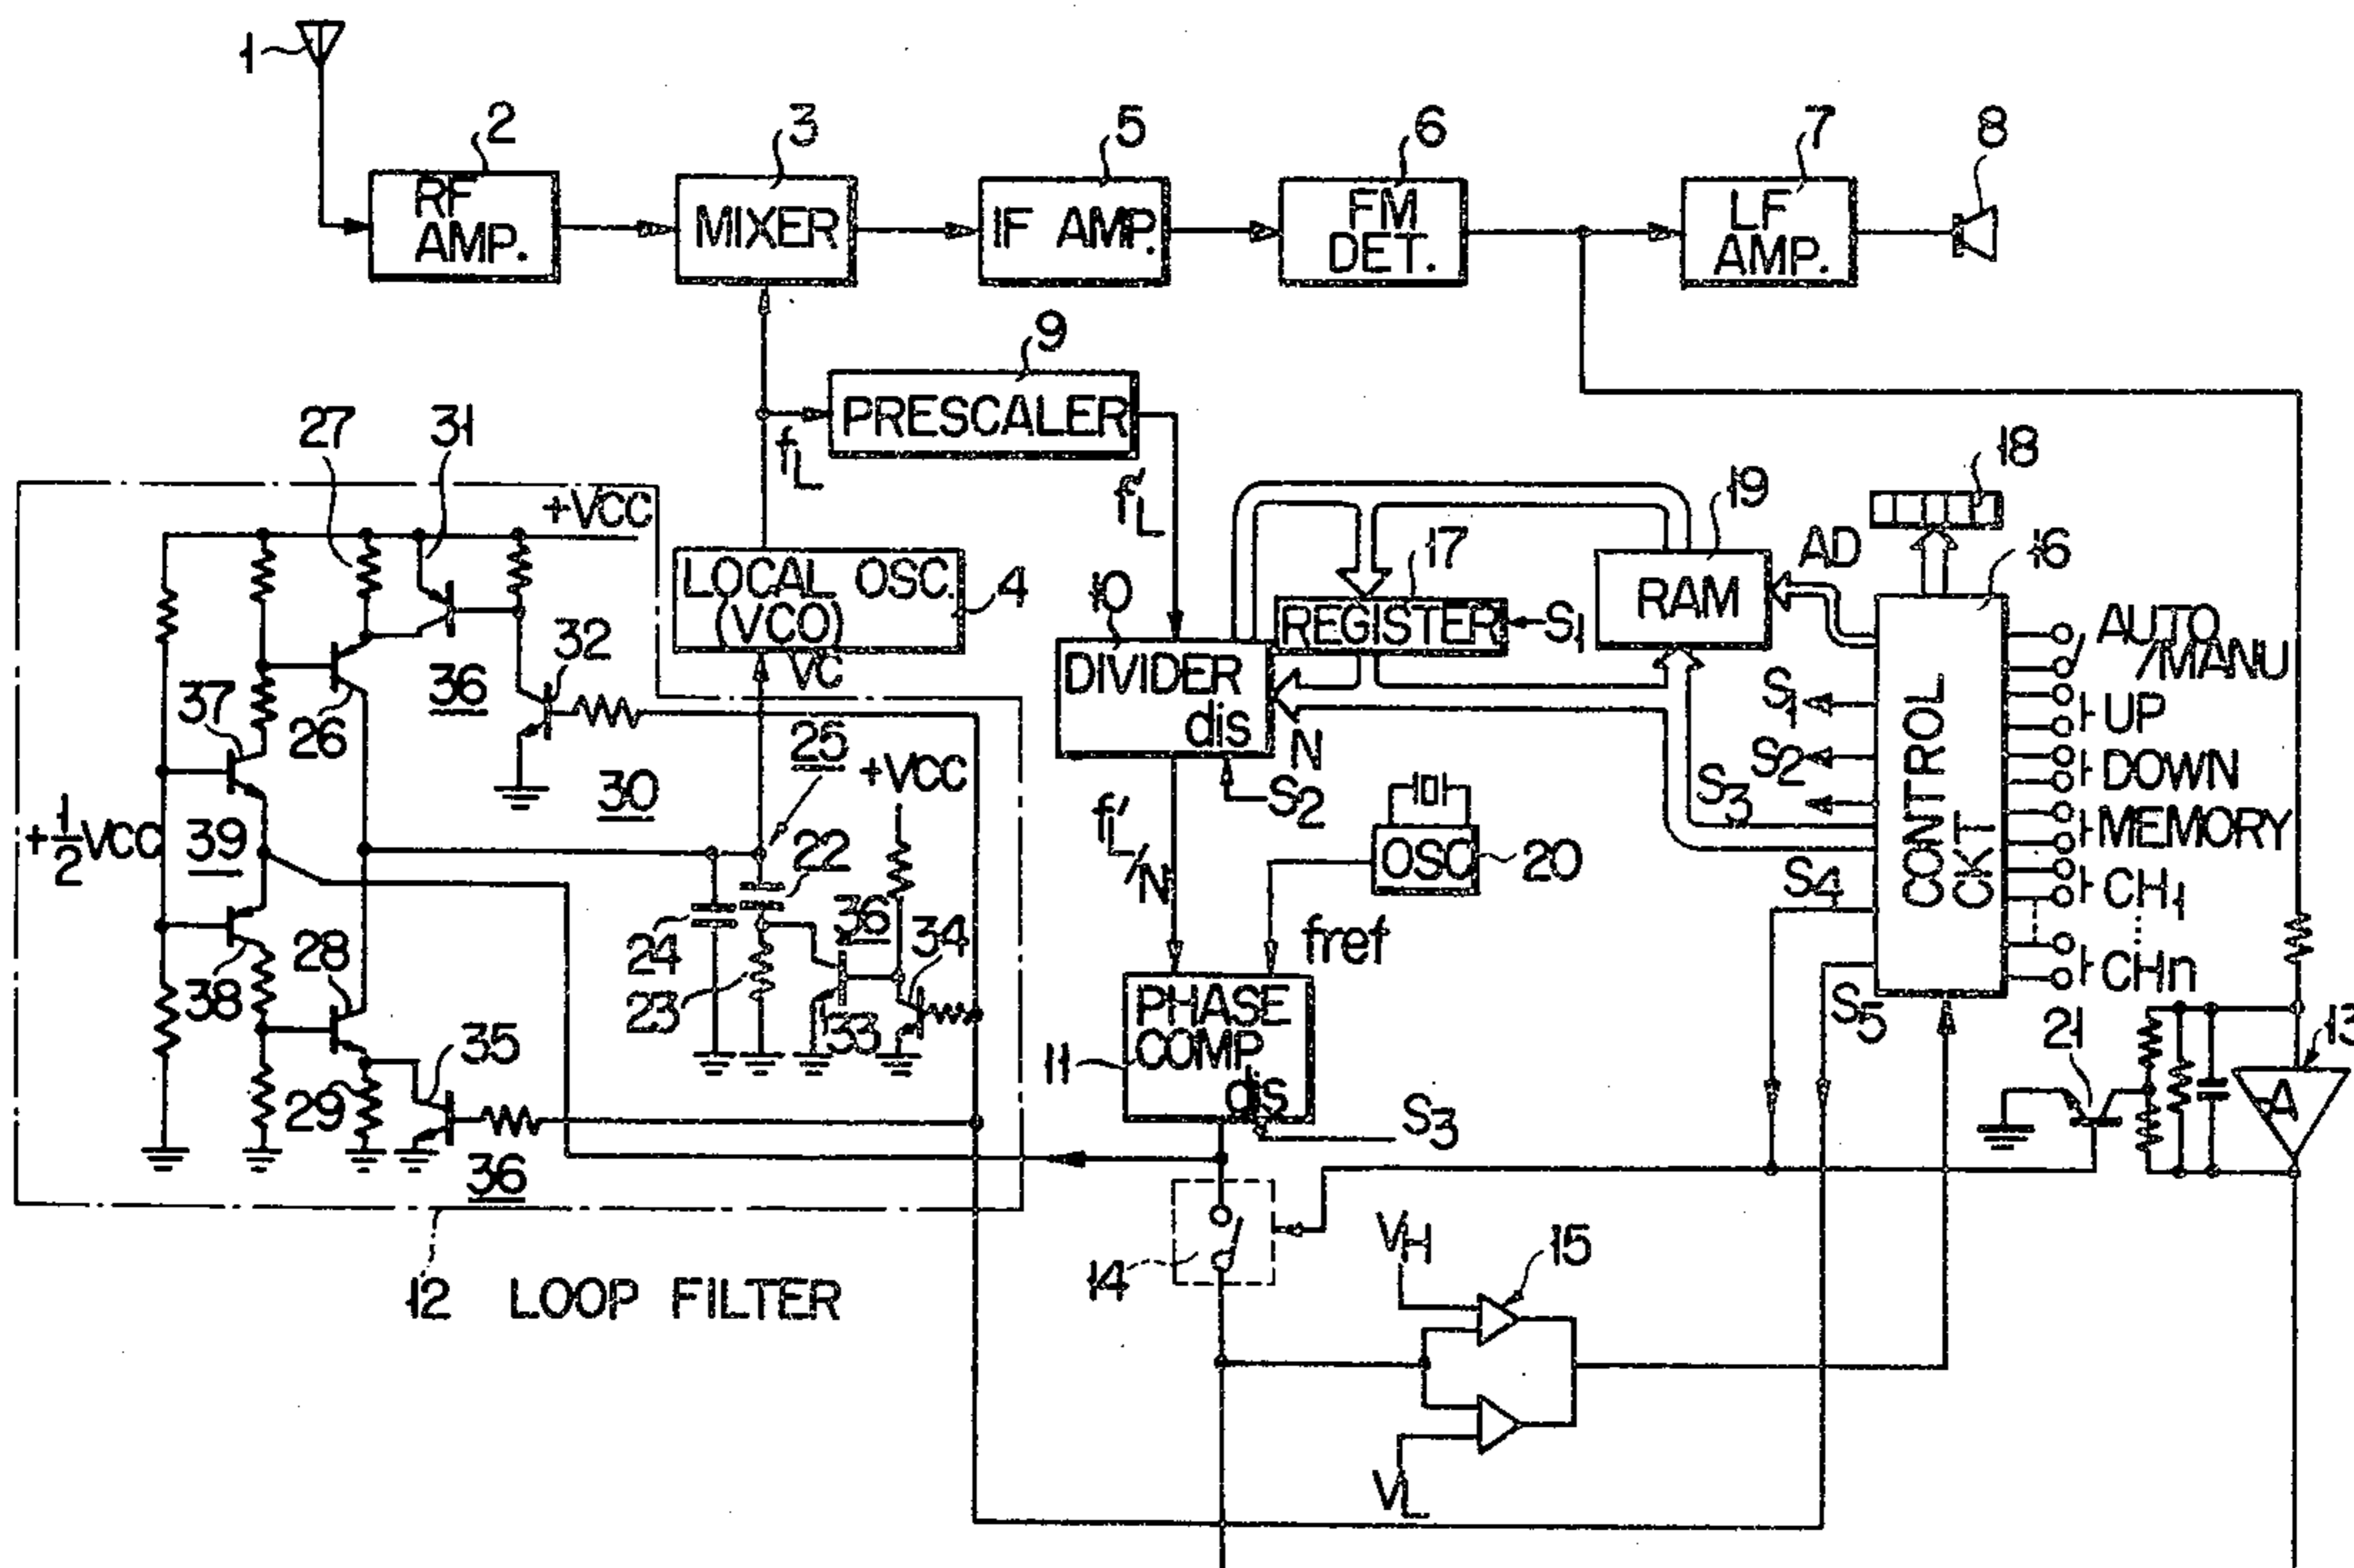 1
2
RF
AMP.
3
MIXER
5
IF AMP.
6
FM
DET.
7
LF
AMP.
8
9
PRESCALER
fL
f'L
27
31
+VCC
LOCAL OSC.
(VCO)
4
VC
10
DIVIDER
dis
N
S2
17
REGISTER
S1
19
RAM
AD
18
16
CONTROL
CKT
AUTO
/MANU
UP
DOWN
MEMORY
CH1
CHn
S1
S2
S3
S4
S5
32
36
37
26
25
+VCC
30
+1/2VCC
39
22
24
23
36
34
33
38
28
35
29
36
12 LOOP FILTER
f'L/N
OSC
20
fref
PHASE
COMP
dis
11
S3
14
VH
15
VL
21
13
-A